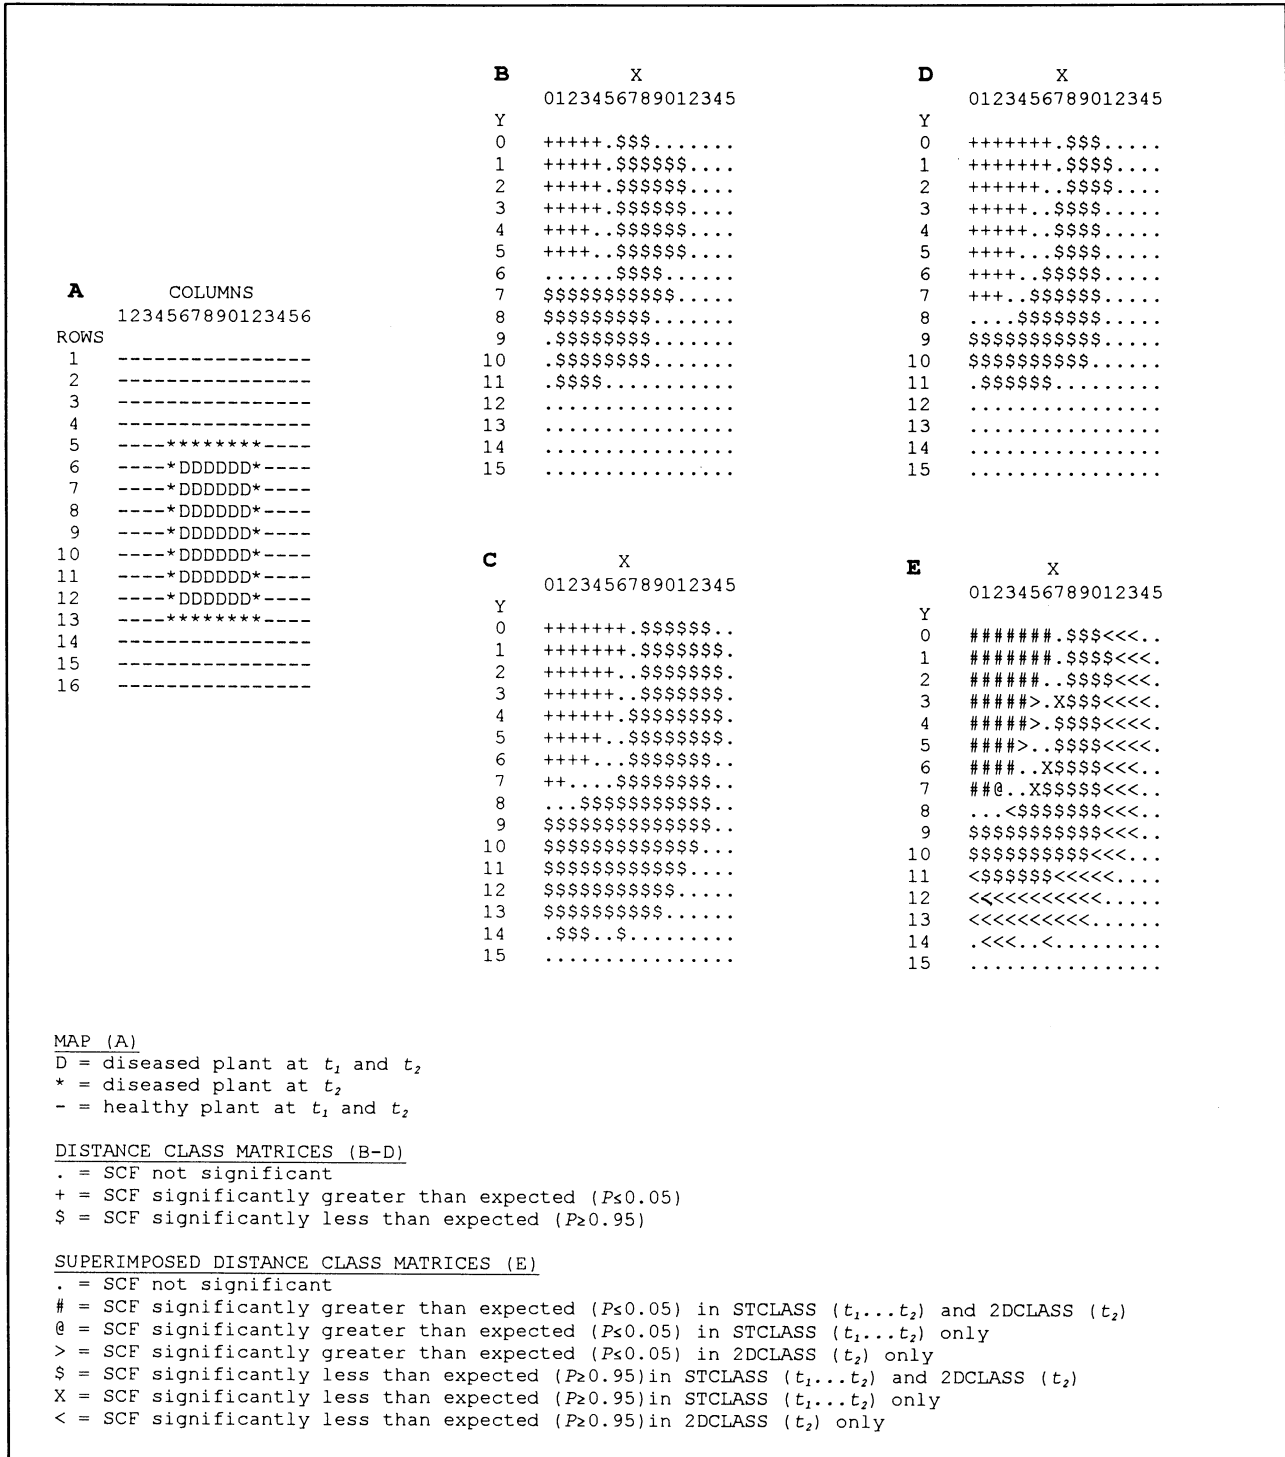 A COLUMNS
1234567890123456
ROWS
1 ----------------
2 ----------------
3 ----------------
4 ----------------
5 ----********----
6 ----*DDDDDD*----
7 ----*DDDDDD*----
8 ----*DDDDDD*----
9 ----*DDDDDD*----
10 ----*DDDDDD*----
11 ----*DDDDDD*----
12 ----*DDDDDD*----
13 ----********----
14 ----------------
15 ----------------
16 ----------------
B X
0123456789012345
Y
0 +++++.$$$.......
1 +++++.$$$$$$....
2 +++++.$$$$$$....
3 +++++.$$$$$$....
4 ++++..$$$$$$....
5 ++++..$$$$$$....
6 ......$$$$......
7 $$$$$$$$$$$.....
8 $$$$$$$$$.......
9 .$$$$$$$$.......
10 .$$$$$$$$.......
11 .$$$$...........
12 ................
13 ................
14 ................
15 ................
C X
0123456789012345
Y
0 +++++++.$$$$$$..
1 +++++++.$$$$$$$.
2 ++++++..$$$$$$$.
3 ++++++..$$$$$$$.
4 ++++++.$$$$$$$$.
5 +++++..$$$$$$$$.
6 ++++...$$$$$$$..
7 ++....$$$$$$$$..
8 ...$$$$$$$$$$$..
9 $$$$$$$$$$$$$$..
10 $$$$$$$$$$$$$...
11 $$$$$$$$$$$$....
12 $$$$$$$$$$$.....
13 $$$$$$$$$$......
14 .$$$..$.........
15 ................
D X
0123456789012345
Y
0 +++++++.$$$.....
1 +++++++.$$$$....
2 ++++++..$$$$....
3 +++++..$$$$.....
4 +++++..$$$$.....
5 ++++...$$$$.....
6 ++++..$$$$$.....
7 +++..$$$$$$.....
8 ....$$$$$$$.....
9 $$$$$$$$$$$.....
10 $$$$$$$$$$......
11 .$$$$$$.........
12 ................
13 ................
14 ................
15 ................
E X
0123456789012345
Y
0 #######.$$$<<<..
1 #######.$$$$<<<.
2 ######..$$$$<<<.
3 #####>.X$$$<<<<.
4 #####>.$$$$<<<<.
5 ####>..$$$$<<<<.
6 ####..X$$$$<<<..
7 ##@..X$$$$$<<<..
8 ...<$$$$$$$<<<..
9 $$$$$$$$$$$<<<..
10 $$$$$$$$$$<<<...
11 <$$$$$$<<<<<....
12 <<<<<<<<<<<.....
13 <<<<<<<<<<......
14 .<<<..<.........
15 ................
MAP (A)
D = diseased plant at t₁ and t₂
* = diseased plant at t₂
- = healthy plant at t₁ and t₂
DISTANCE CLASS MATRICES (B-D)
. = SCF not significant
+ = SCF significantly greater than expected (P≤0.05)
$ = SCF significantly less than expected (P≥0.95)
SUPERIMPOSED DISTANCE CLASS MATRICES (E)
. = SCF not significant
# = SCF significantly greater than expected (P≤0.05) in STCLASS (t₁...t₂) and 2DCLASS (t₂)
@ = SCF significantly greater than expected (P≤0.05) in STCLASS (t₁...t₂) only
> = SCF significantly greater than expected (P≤0.05) in 2DCLASS (t₂) only
$ = SCF significantly less than expected (P≥0.95)in STCLASS (t₁...t₂) and 2DCLASS (t₂)
X = SCF significantly less than expected (P≥0.95)in STCLASS (t₁...t₂) only
< = SCF significantly less than expected (P≥0.95)in 2DCLASS (t₂) only